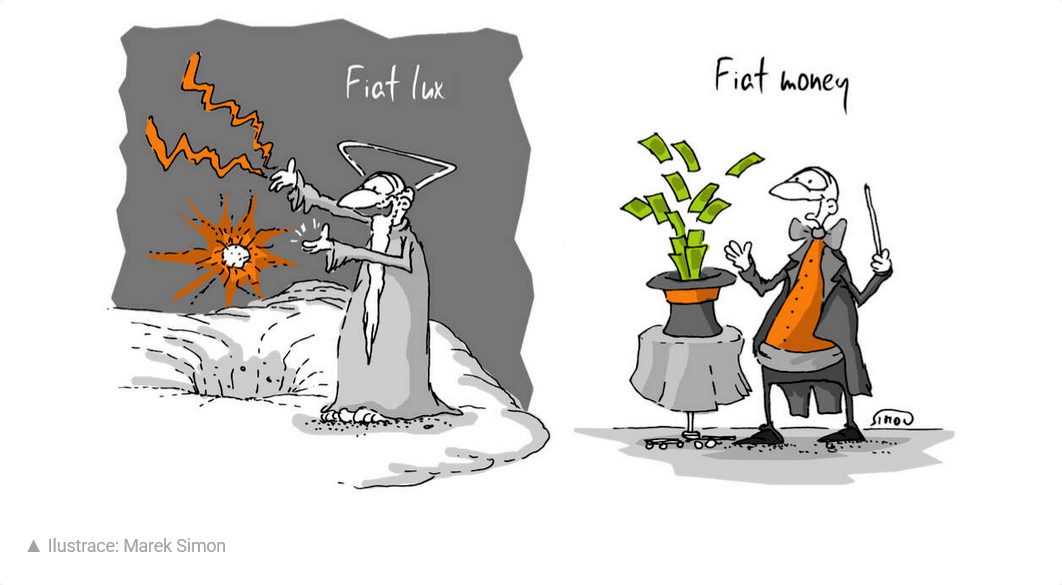 Fiat lux
Fiat money
SIMON
▲ Ilustrace: Marek Simon